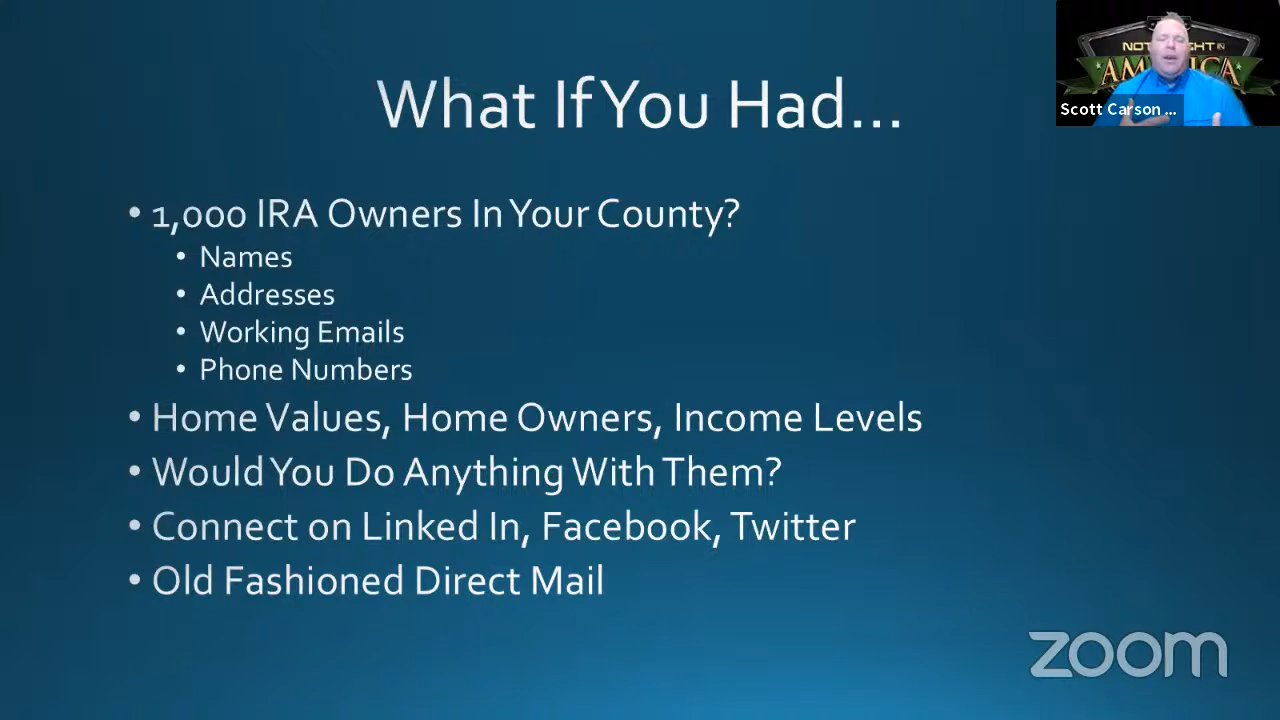 What If You Had...
• 1,000 IRA Owners In Your County?
• Names
• Addresses
• Working Emails
• Phone Numbers
• Home Values, Home Owners, Income Levels
• Would You Do Anything With Them?
• Connect on Linked In, Facebook, Twitter
• Old Fashioned Direct Mail
Scott Carson ...
zoom